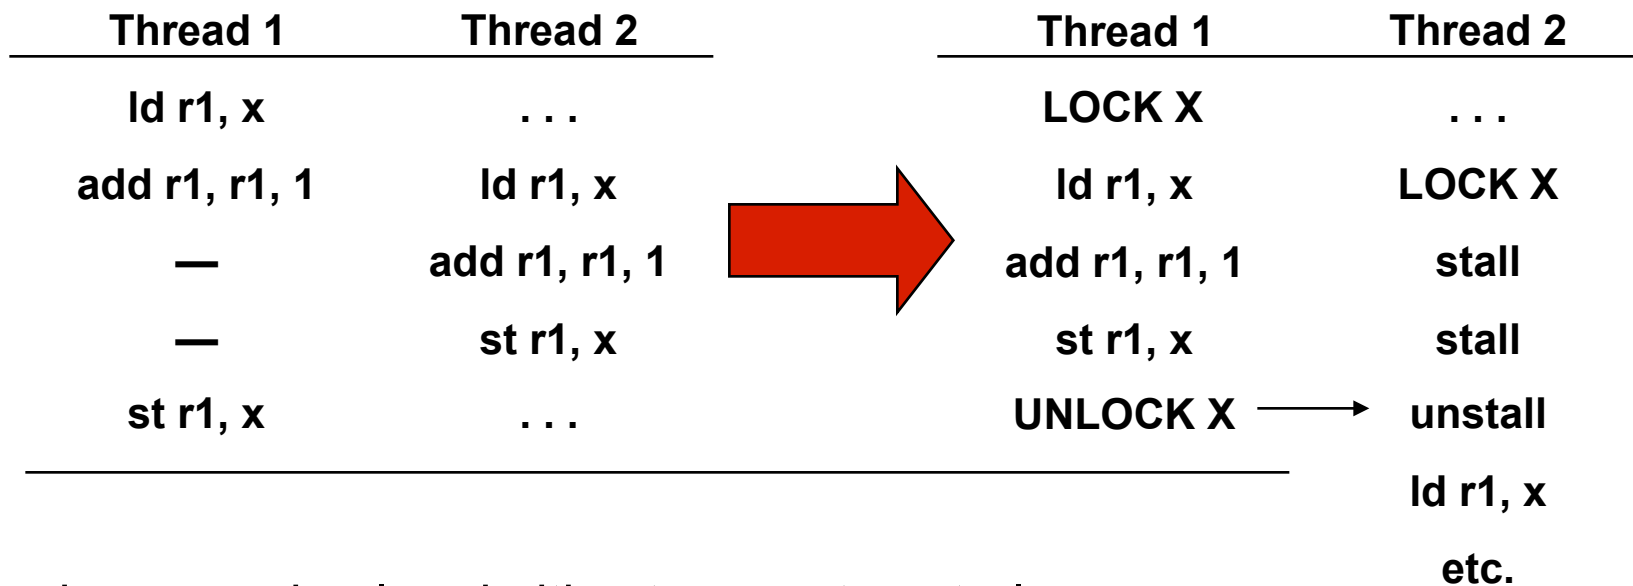 Thread 1 Thread 2 Thread 1 Thread 2
ld r1, x . . . LOCK X . . .
add r1, r1, 1 ld r1, x ld r1, x LOCK X
— add r1, r1, 1 add r1, r1, 1 stall
— st r1, x st r1, x stall
st r1, x . . . UNLOCK X unstall
ld r1, x
etc.